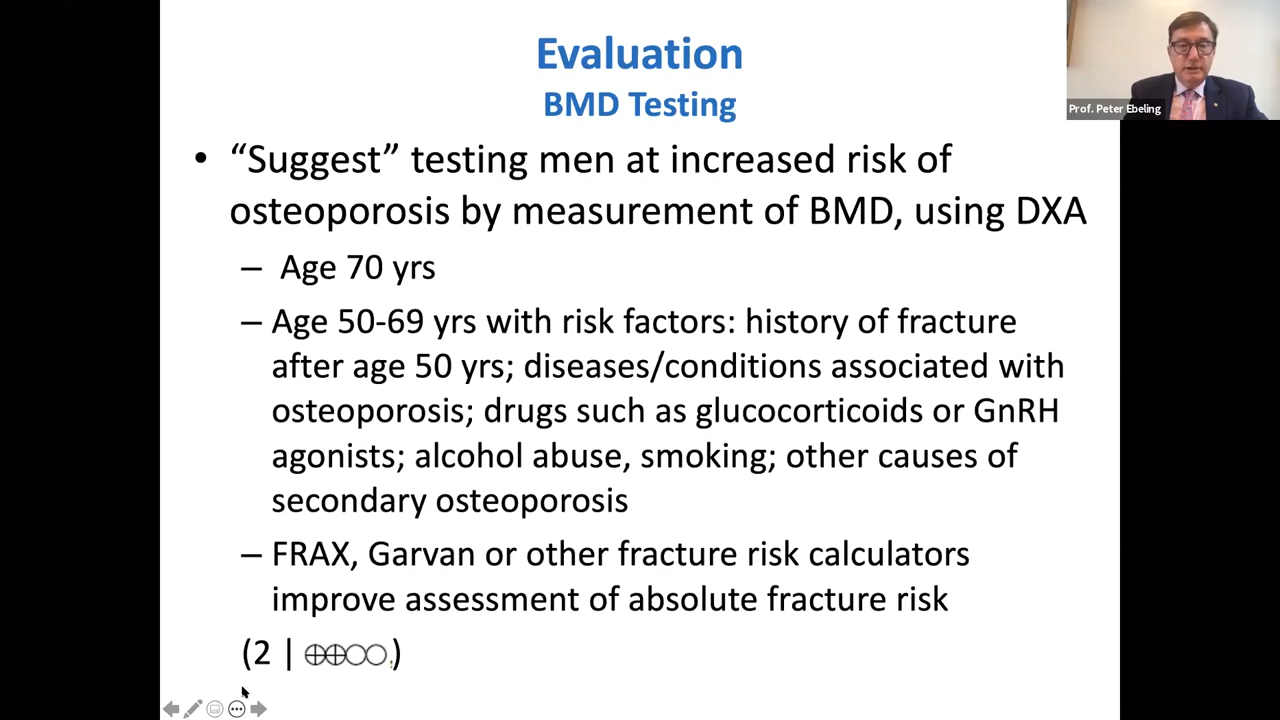 Evaluation
BMD Testing
• “Suggest” testing men at increased risk of
osteoporosis by measurement of BMD, using DXA
– Age 70 yrs
– Age 50-69 yrs with risk factors: history of fracture
after age 50 yrs; diseases/conditions associated with
osteoporosis; drugs such as glucocorticoids or GnRH
agonists; alcohol abuse, smoking; other causes of
secondary osteoporosis
– FRAX, Garvan or other fracture risk calculators
improve assessment of absolute fracture risk
(2 | ⊕⊕○○.)
Prof. Peter Ebeling